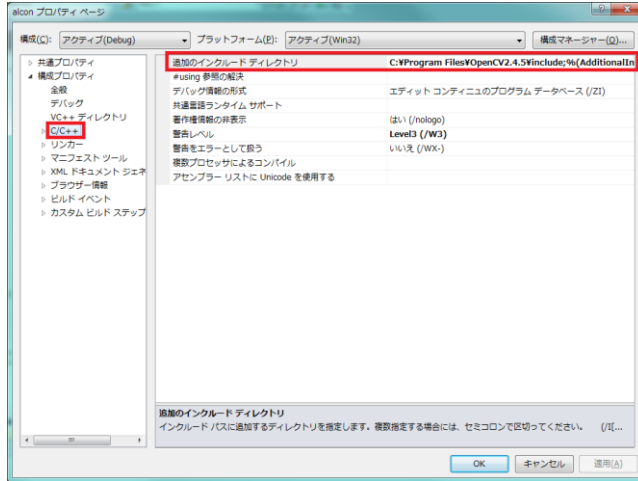 alcon プロパティ ページ
構成(C): アクティブ(Debug) プラットフォーム(P): アクティブ(Win32) 構成マネージャー(O)...
共通プロパティ
構成プロパティ
全般
デバッグ
VC++ ディレクトリ
C/C++
リンカー
マニフェスト ツール
XML ドキュメント ジェネ
ブラウザー情報
ビルド イベント
カスタム ビルド ステップ
追加のインクルード ディレクトリ C:¥Program Files¥OpenCV2.4.5¥include;%(AdditionalIn
#using 参照の解決
デバッグ情報の形式 エディット コンティニュのプログラム データベース (/ZI)
共通言語ランタイム サポート
著作権情報の非表示 はい (/nologo)
警告レベル Level3 (/W3)
警告をエラーとして扱う いいえ (/WX-)
複数プロセッサによるコンパイル
アセンブラー リストに Unicode を使用する
追加のインクルード ディレクトリ
インクルード パスに追加するディレクトリを指定します。複数指定する場合には、セミコロンで区切ってください。 (/I[...
OK キャンセル 適用(A)